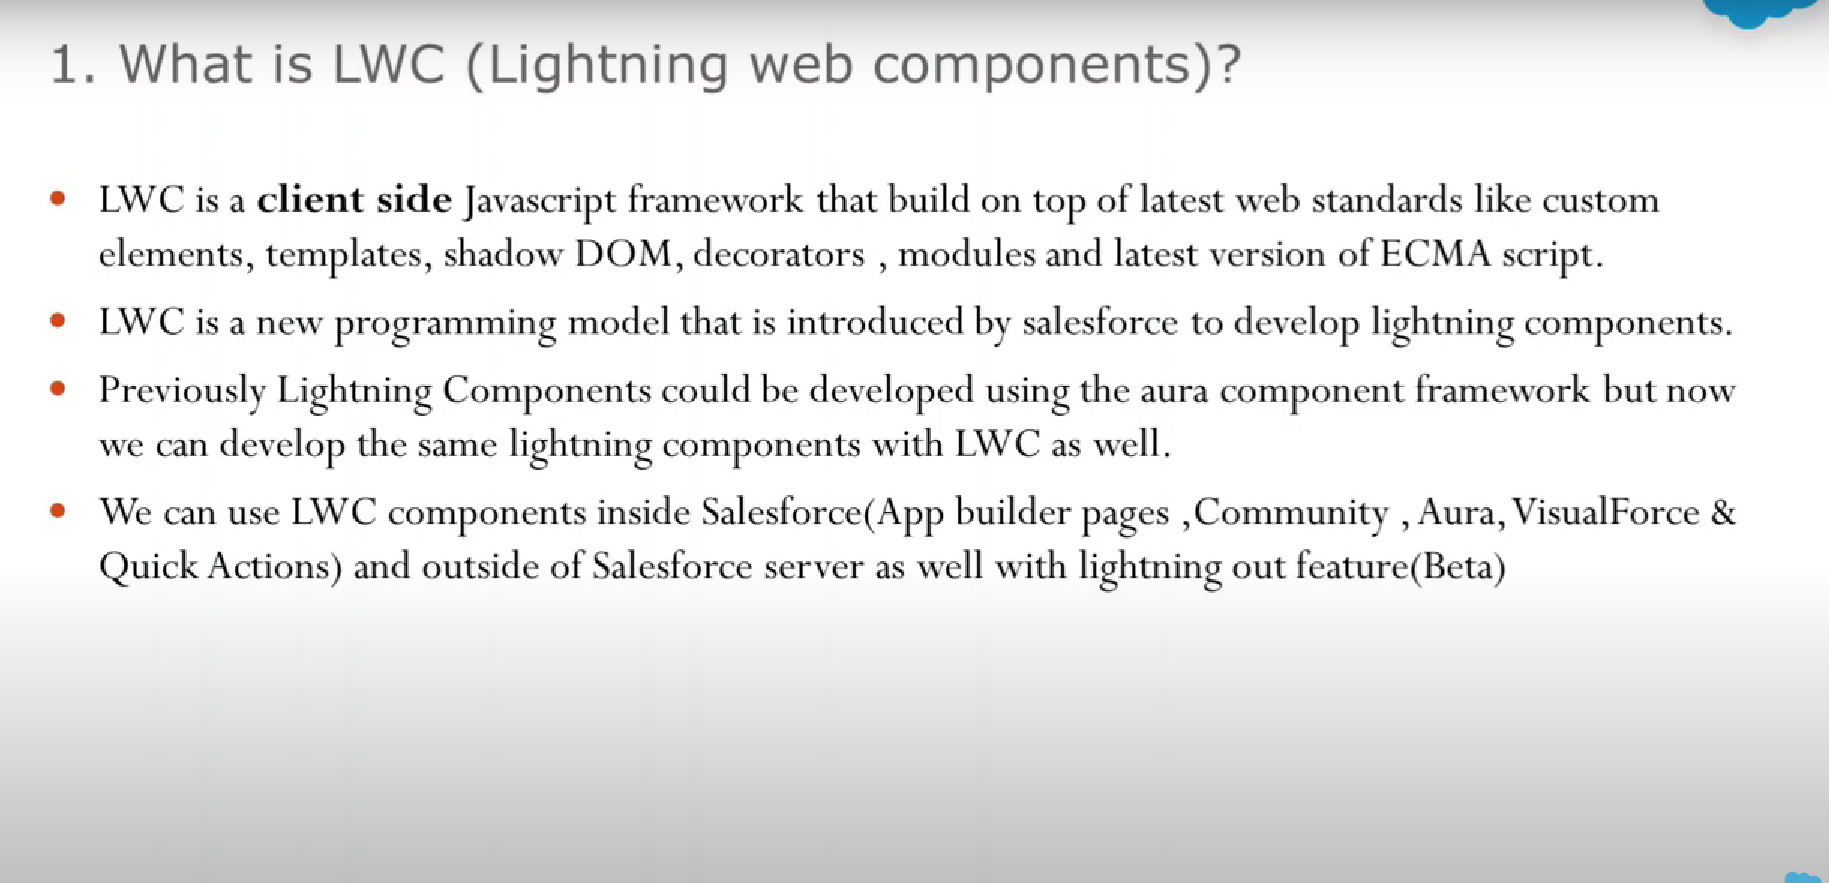 1. What is LWC (Lightning web components)?
• LWC is a client side Javascript framework that build on top of latest web standards like custom
elements, templates, shadow DOM, decorators , modules and latest version of ECMA script.
• LWC is a new programming model that is introduced by salesforce to develop lightning components.
• Previously Lightning Components could be developed using the aura component framework but now
we can develop the same lightning components with LWC as well.
• We can use LWC components inside Salesforce(App builder pages ,Community , Aura, VisualForce &
Quick Actions) and outside of Salesforce server as well with lightning out feature(Beta)